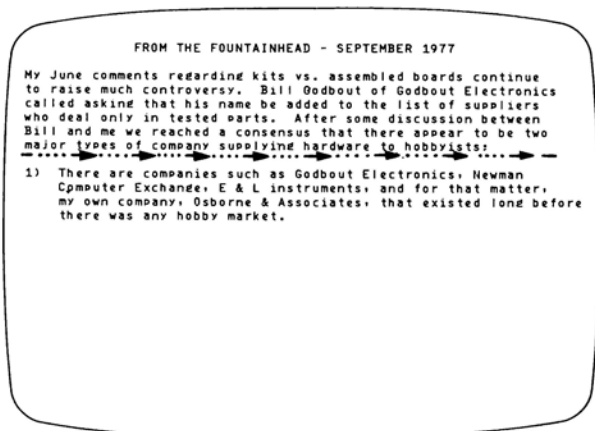 FROM THE FOUNTAINHEAD - SEPTEMBER 1977
My June comments regarding kits vs. assembled boards continue
to raise much controversy. Bill Godbout of Godbout Electronics
called asking that his name be added to the list of suppliers
who deal only in tested parts. After some discussion between
Bill and me we reached a consensus that there appear to be two
major types of company supplying hardware to hobbyists:
1) There are companies such as Godbout Electronics, Newman
Computer Exchange, E & L instruments, and for that matter,
my own company, Osborne & Associates, that existed long before
there was any hobby market.